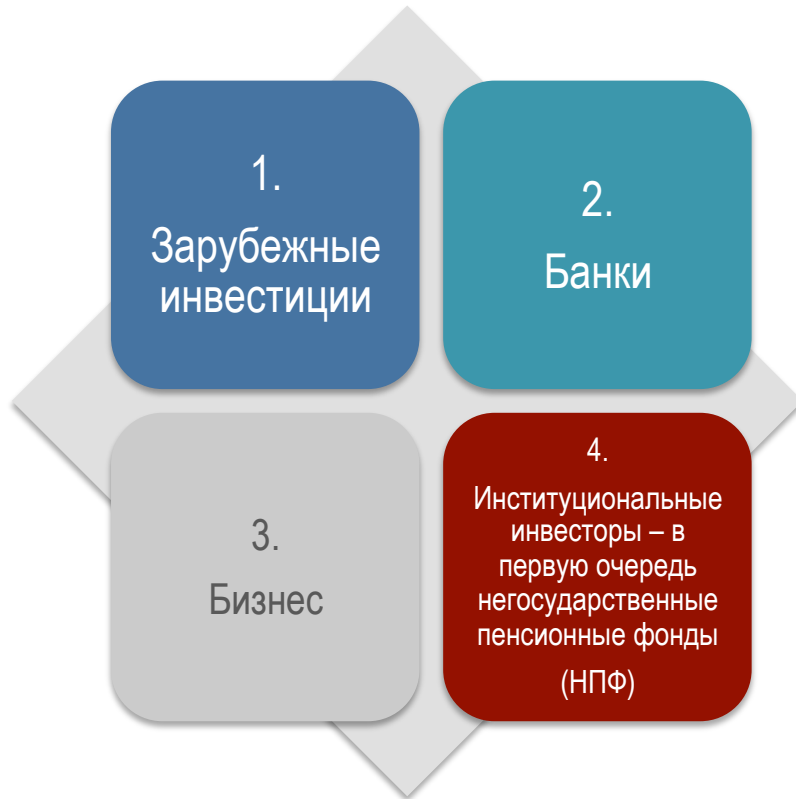 1.
Зарубежные
инвестиции
2.
Банки
3.
Бизнес
4.
Институциональные
инвесторы – в
первую очередь
негосударственные
пенсионные фонды
(НПФ)